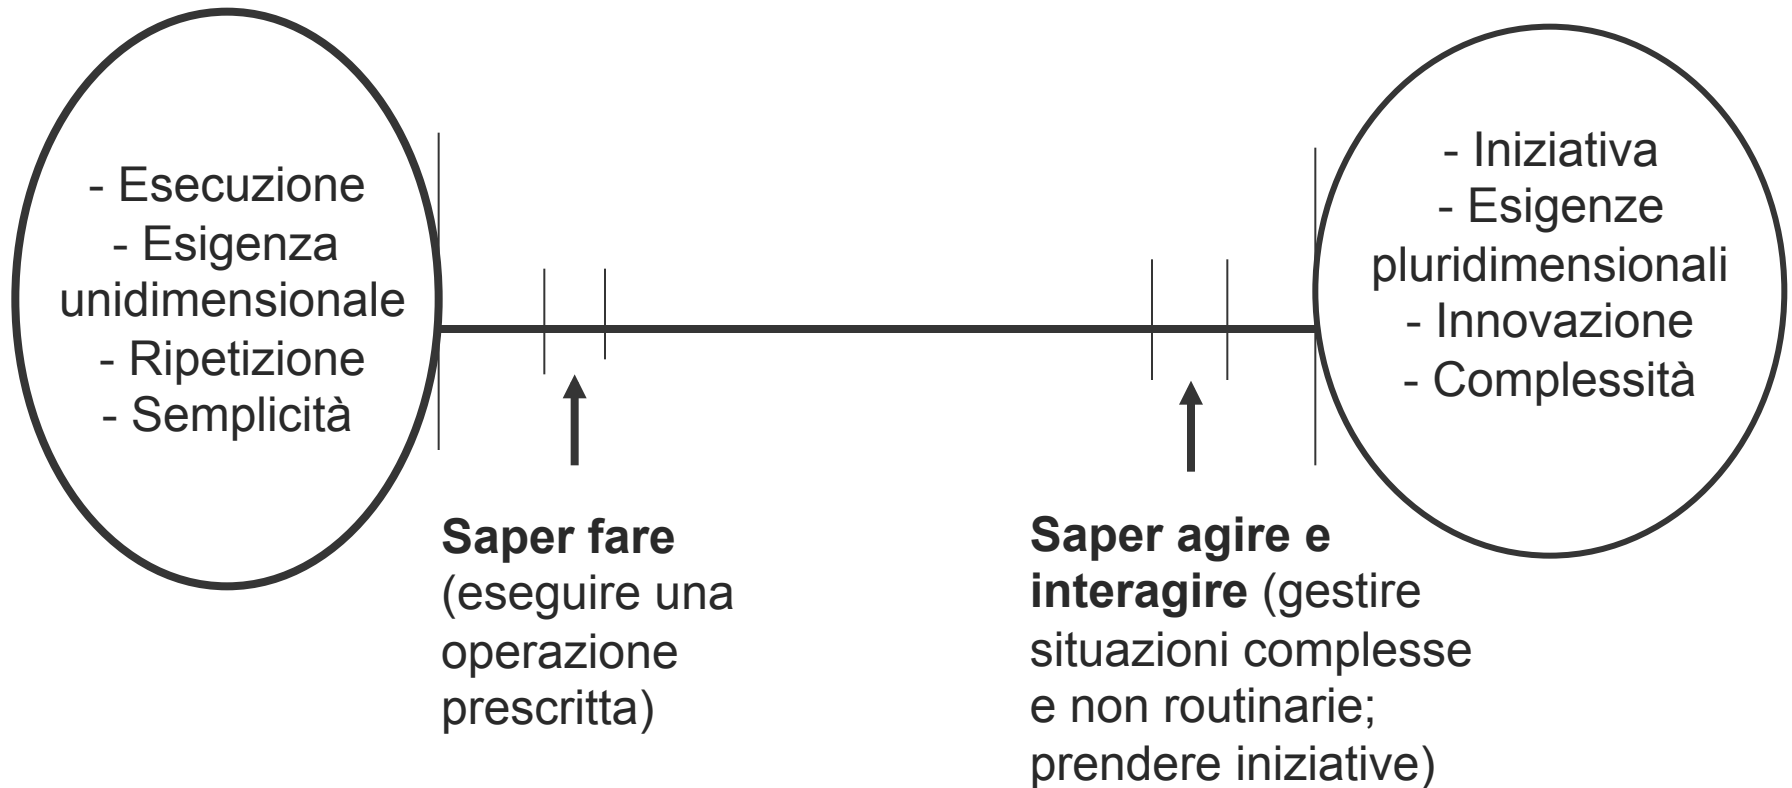 - Esecuzione
- Esigenza
unidimensionale
- Ripetizione
- Semplicità
- Iniziativa
- Esigenze
pluridimensionali
- Innovazione
- Complessità
Saper fare
(eseguire una
operazione
prescritta)
Saper agire e
interagire (gestire
situazioni complesse
e non routinarie;
prendere iniziative)